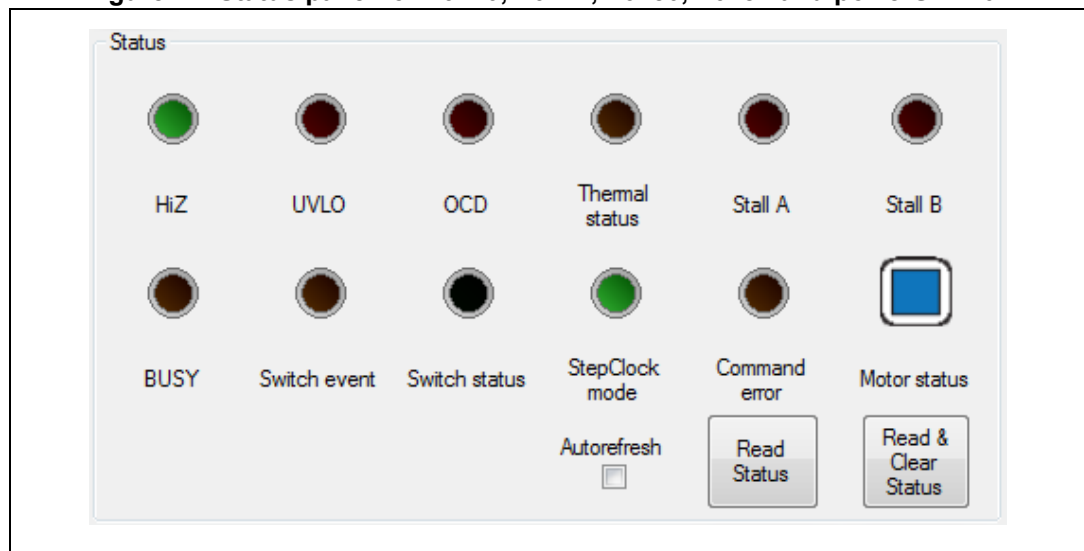 Status
HiZ
UVLO
OCD
Thermal
status
Stall A
Stall B
BUSY
Switch event
Switch status
StepClock
mode
Command
error
Motor status
Autorefresh
Read
Status
Read &
Clear
Status